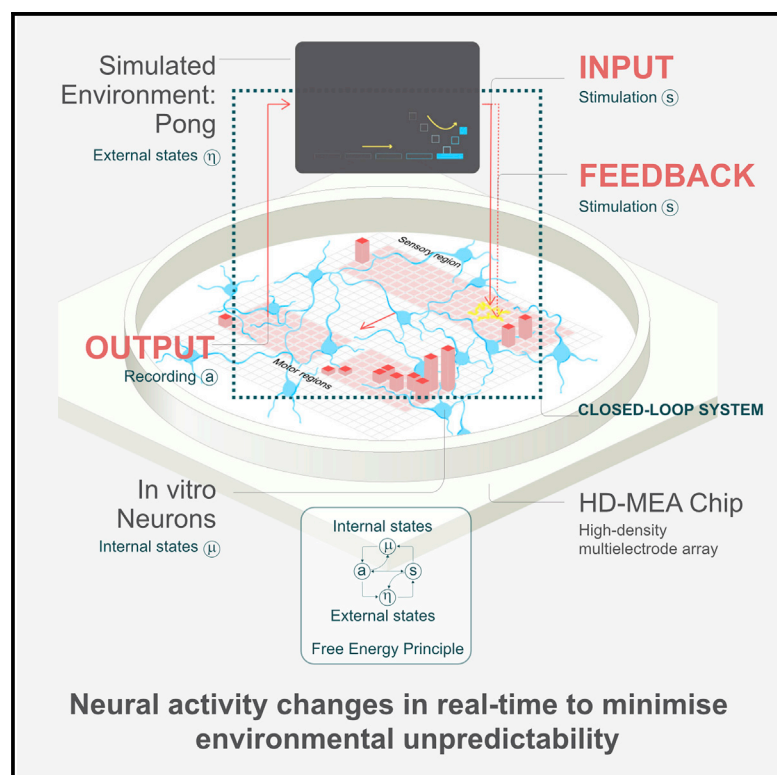 Simulated
Environment:
Pong
External states η
INPUT
Stimulation s
FEEDBACK
Stimulation s
Sensory region
OUTPUT
Recording a
Motor regions
CLOSED-LOOP SYSTEM
In vitro
Neurons
Internal states μ
HD-MEA Chip
High-density
multielectrode array
Internal states
μ
a s
η
External states
Free Energy Principle
Neural activity changes in real-time to minimise
environmental unpredictability